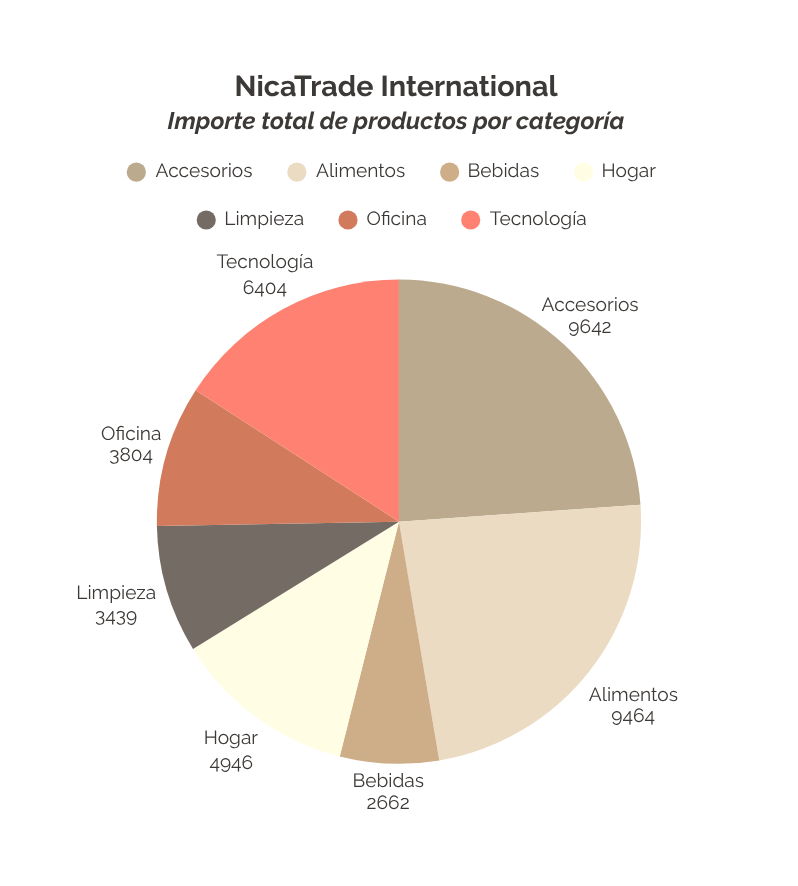 NicaTrade International
Importe total de productos por categoría
Accesorios Alimentos Bebidas Hogar
Limpieza Oficina Tecnología
Tecnología
6404
Accesorios
9642
Oficina
3804
Limpieza
3439
Alimentos
9464
Hogar
4946
Bebidas
2662